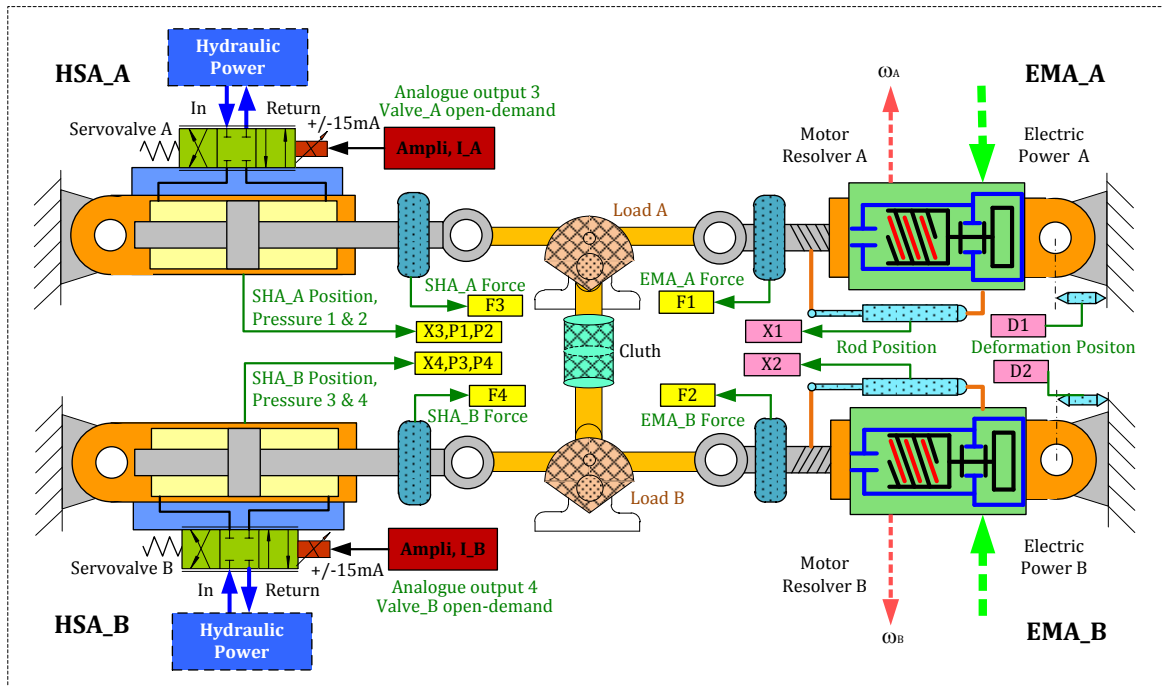 HSA_A
Hydraulic
Power
In
Return
+/-15mA
Servovalve A
Analogue output 3
Valve_A open-demand
Ampli, I_A
ωA
EMA_A
Motor
Resolver A
Electric
Power A
Load A
SHA_A Position,
Pressure 1 & 2
SHA_A Force
F3
X3,P1,P2
EMA_A Force
F1
X1
D1
Cluth
Rod Position
Deformation Positon
X4,P3,P4
X2
D2
SHA_B Position,
Pressure 3 & 4
F4
SHA_B Force
F2
EMA_B Force
Load B
Servovalve B
+/-15mA
Ampli, I_B
Analogue output 4
Valve_B open-demand
In
Return
Hydraulic
Power
HSA_B
Motor
Resolver B
Electric
Power B
ωB
EMA_B